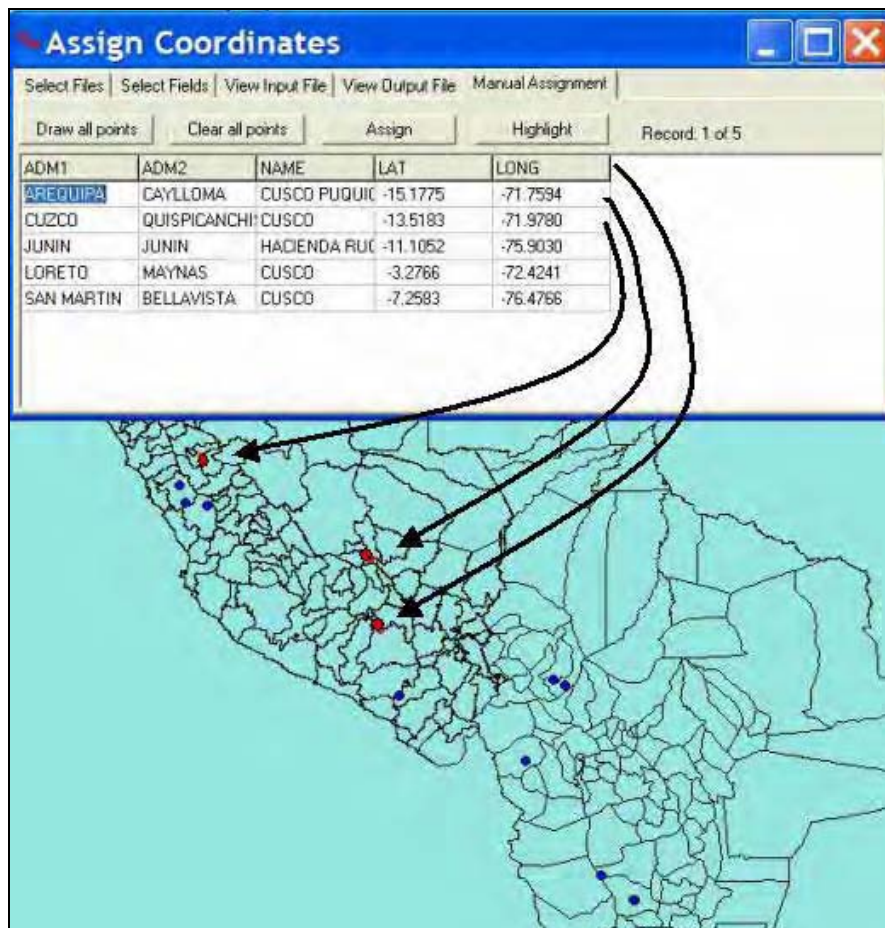 Assign Coordinates
Select Files Select Fields View Input File View Output File Manual Assignment
Draw all points Clear all points Assign Highlight Record: 1 of 5
ADM1 ADM2 NAME LAT LONG
AREQUIPA CAYLLOMA CUSCO PUQUIO -15.1775 -71.7594
CUZCO QUISPICANCHI CUSCO -13.5183 -71.9780
JUNIN JUNIN HACIENDA RUC -11.1052 -75.9030
LORETO MAYNAS CUSCO -3.2766 -72.4241
SAN MARTIN BELLAVISTA CUSCO -7.2583 -76.4766